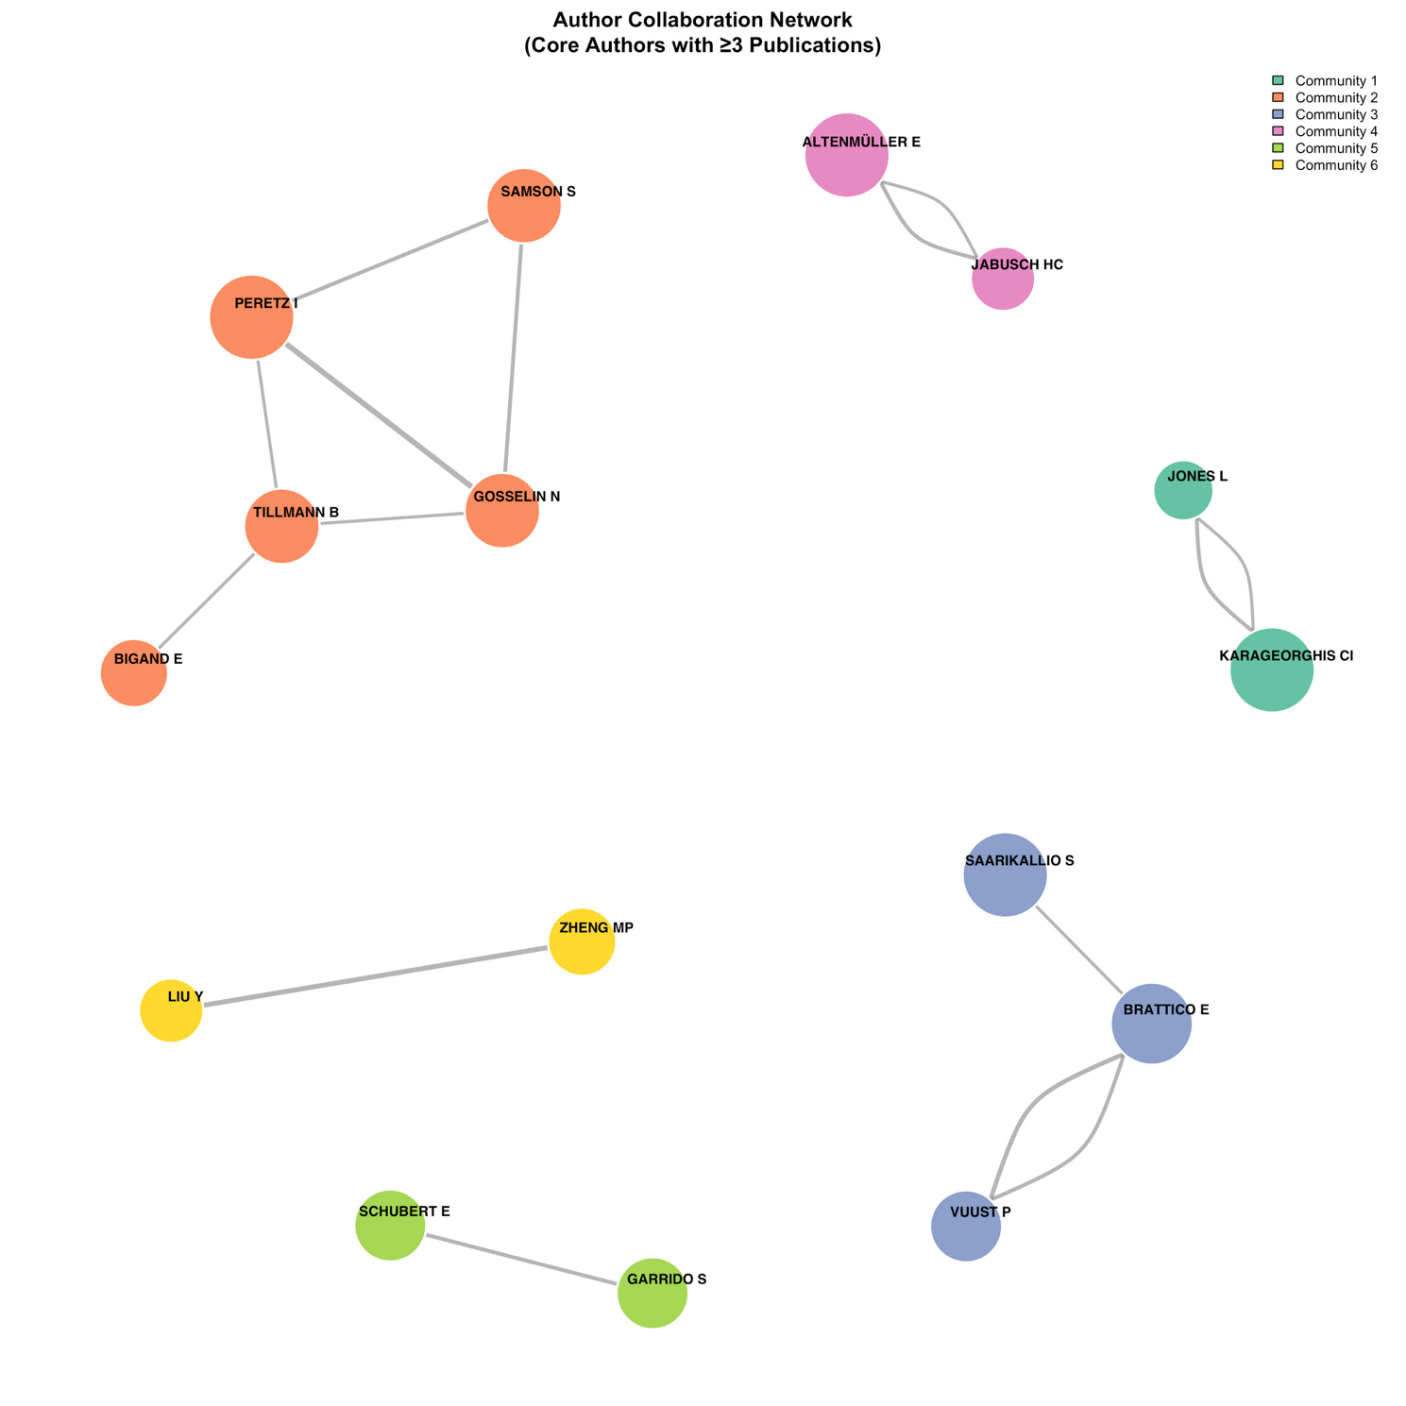 Author Collaboration Network
(Core Authors with ≥3 Publications)
Community 1
Community 2
Community 3
Community 4
Community 5
Community 6
ALTENMÜLLER E
SAMSON S
JABUSCH HC
PERETZ I
JONES L
GOSSELIN N
TILLMANN B
KARAGEORGHIS CI
BIGAND E
SAARIKALLIO S
ZHENG MP
LIU Y
BRATTICO E
SCHUBERT E
VUUST P
GARRIDO S